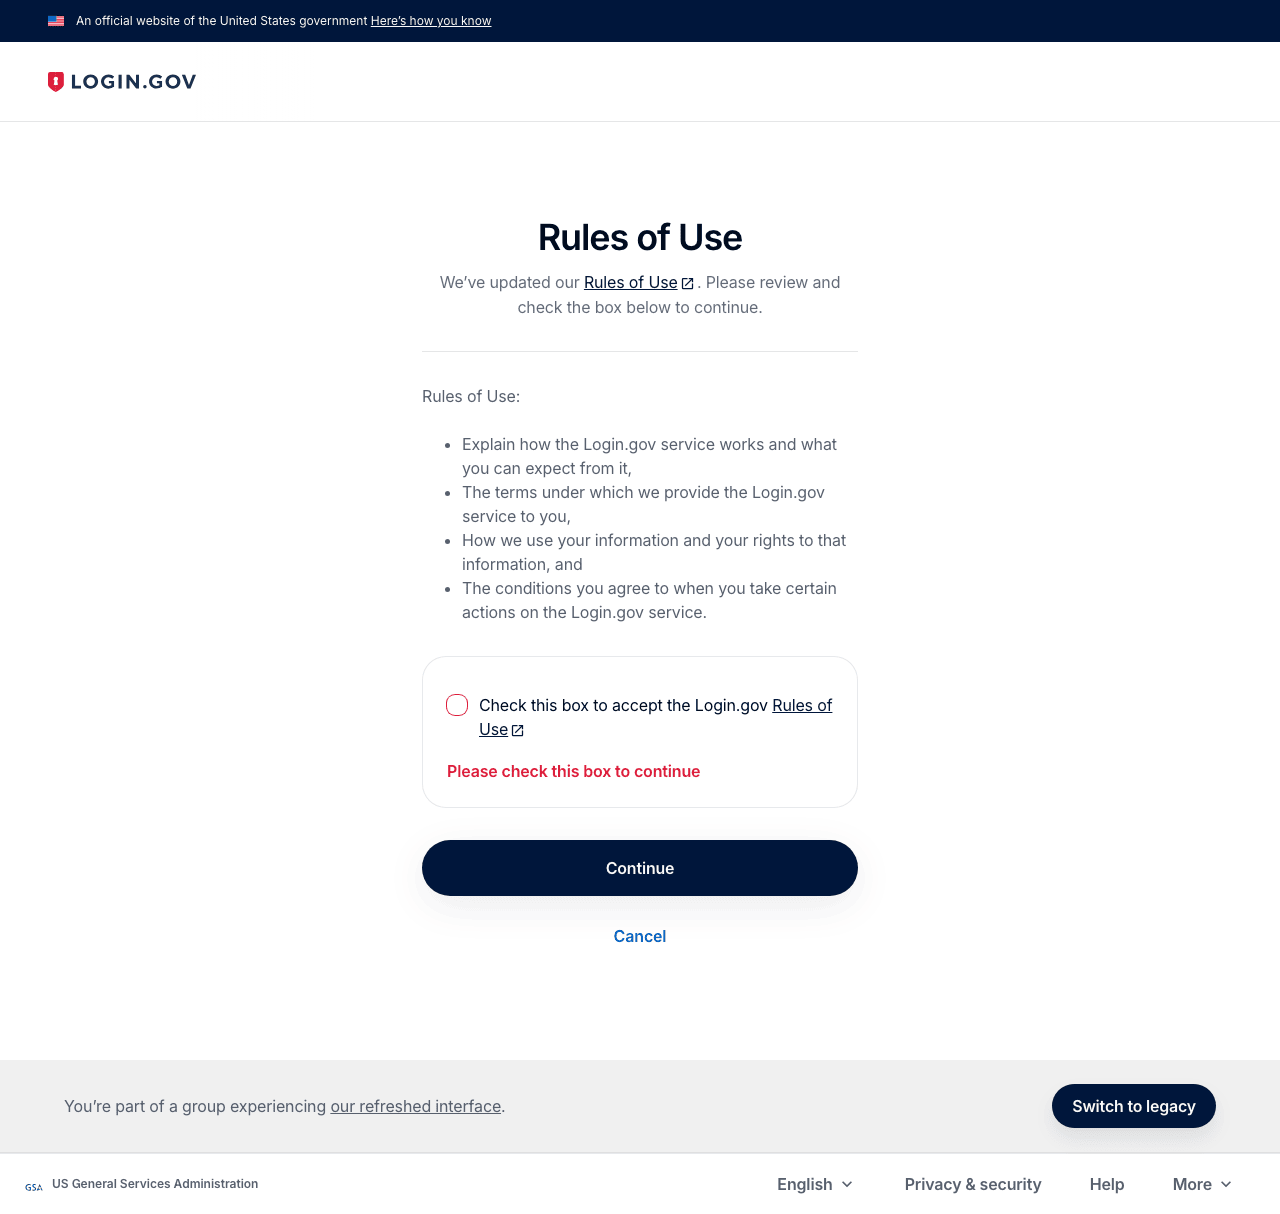 An official website of the United States government Here’s how you know
LOGIN.GOV
Rules of Use
We’ve updated our Rules of Use . Please review and
check the box below to continue.
Rules of Use:
• Explain how the Login.gov service works and what
you can expect from it,
• The terms under which we provide the Login.gov
service to you,
• How we use your information and your rights to that
information, and
• The conditions you agree to when you take certain
actions on the Login.gov service.
Check this box to accept the Login.gov Rules of
Use
Please check this box to continue
Continue
Cancel
You’re part of a group experiencing our refreshed interface.
Switch to legacy
GSA US General Services Administration
English Privacy & security Help More